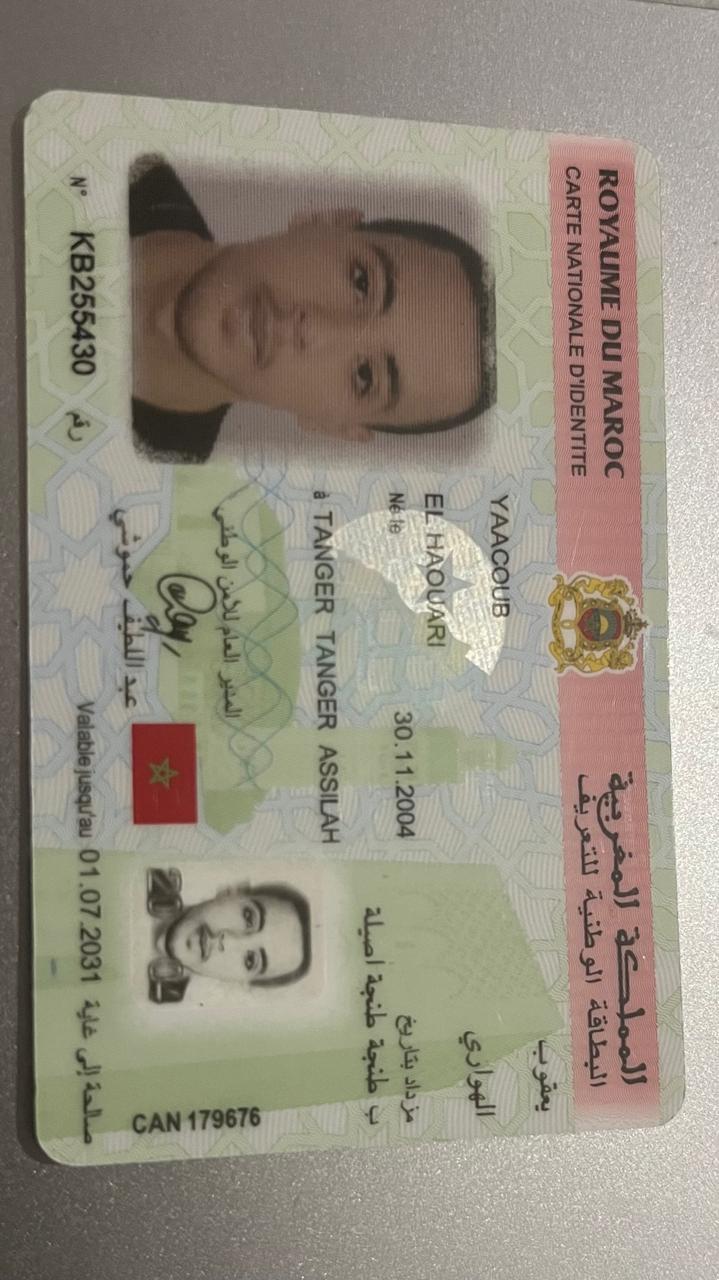 ROYAUME DU MAROC
المملكة المغربية
CARTE NATIONALE D'IDENTITE
البطاقة الوطنية للتعريف
YAACOUB
يعقوب
EL HAOUARI
الهواري
Né le 30.11.2004 مزداد بتاريخ
à TANGER TANGER ASSILAH
ب طنجة طنجة اصيلة
المدير العام للأمن الوطني
عبد اللطيف حموشي
CAN 179676
N° KB255430 رقم
Valable jusqu'au 01.07.2031 صالحة إلى غاية